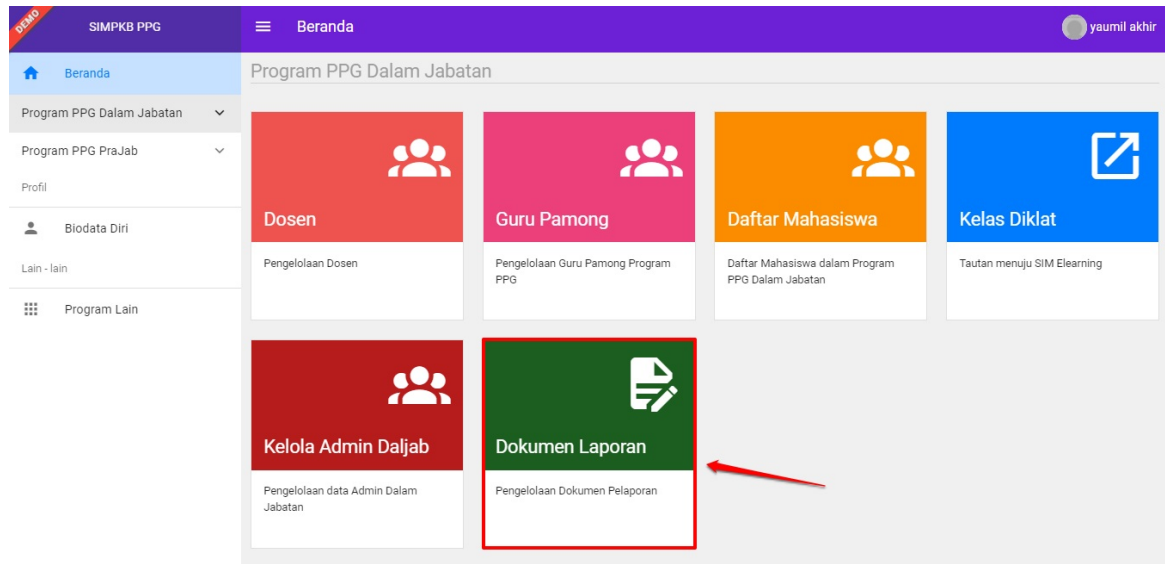 DEMO
SIMPKB PPG
Beranda
yaumil akhir
Beranda
Program PPG Dalam Jabatan
Program PPG PraJab
Profil
Biodata Diri
Lain - lain
Program Lain
Program PPG Dalam Jabatan
Dosen
Pengelolaan Dosen
Guru Pamong
Pengelolaan Guru Pamong Program
PPG
Daftar Mahasiswa
Daftar Mahasiswa dalam Program
PPG Dalam Jabatan
Kelas Diklat
Tautan menuju SIM Elearning
Kelola Admin Daljab
Pengelolaan data Admin Dalam
Jabatan
Dokumen Laporan
Pengelolaan Dokumen Pelaporan